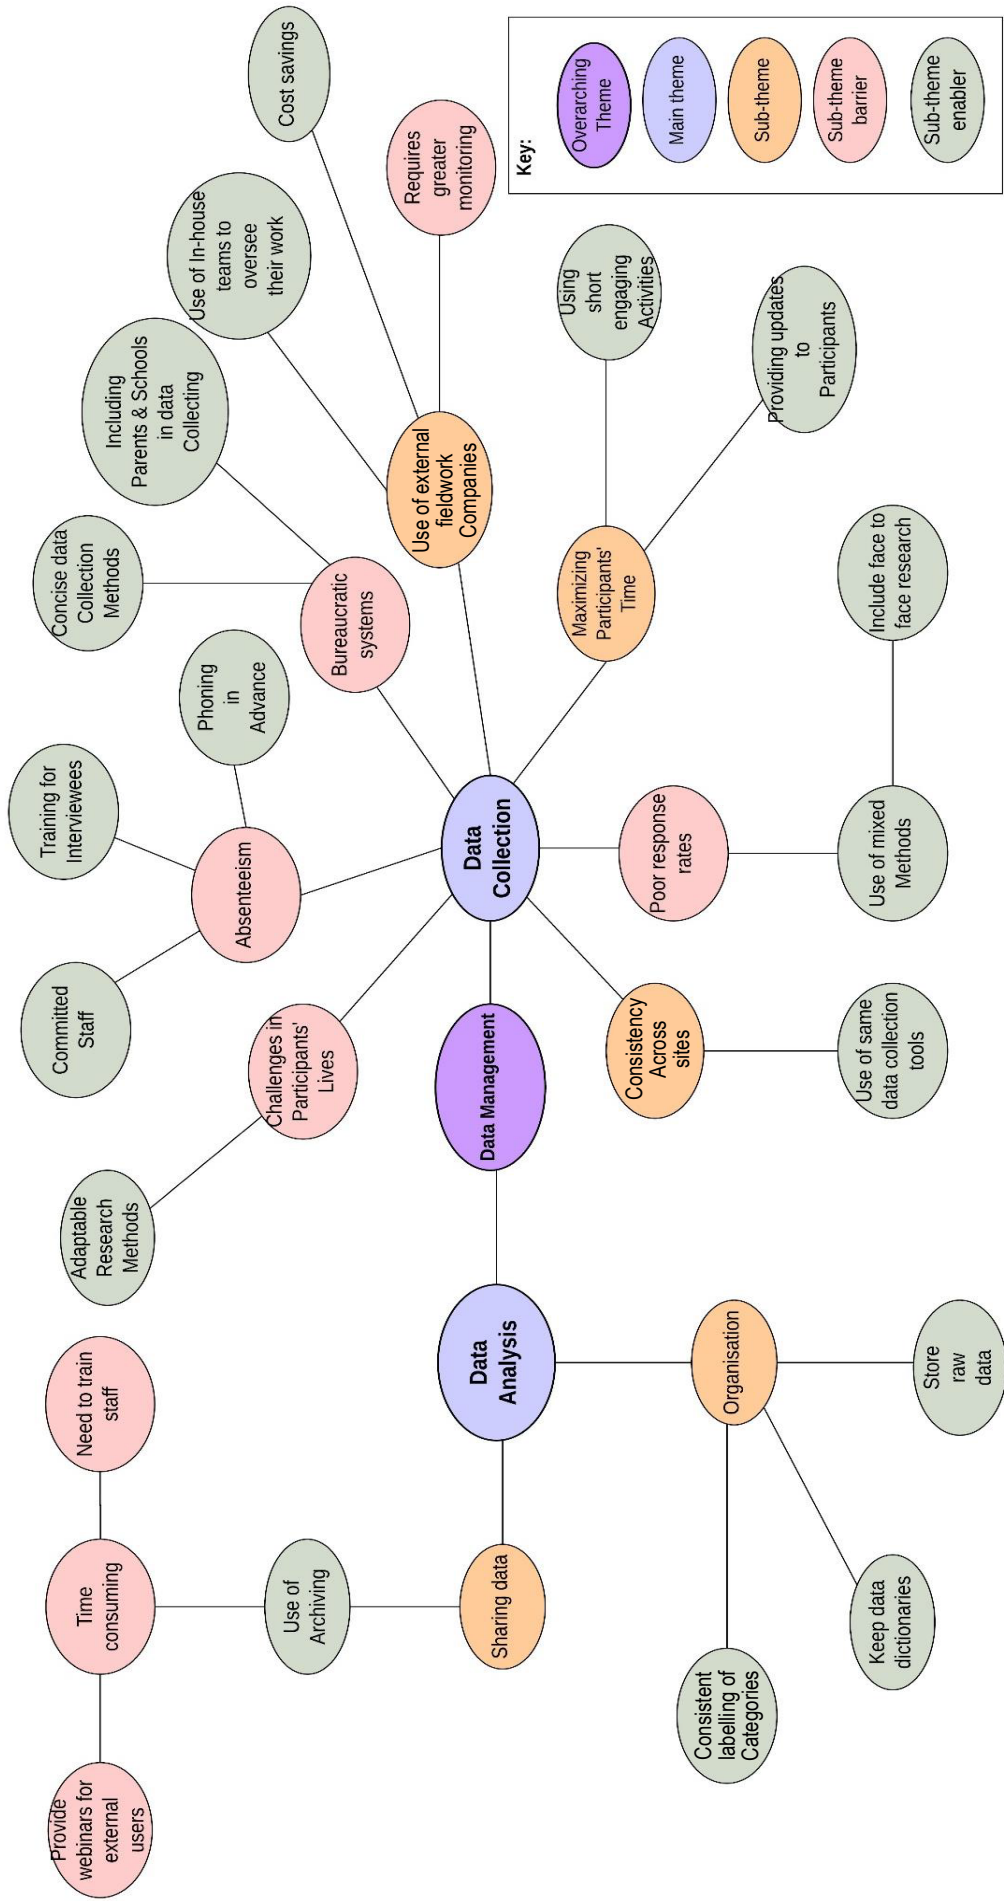 Provide
webinars for
external
users
Time
consuming
Need to train
staff
Adaptable
Research
Methods
Committed
Staff
Training for
Interviewees
Concise data
Collection
Methods
Including
Parents & Schools
in data
Collecting
Use of In-house
teams to
oversee
their work
Cost savings
Use of
Archiving
Challenges in
Participants'
Lives
Absenteeism
Phoning
in
Advance
Bureaucratic
systems
Use of external
fieldwork
Companies
Requires
greater
monitoring
Sharing data
Data
Analysis
Data Management
Data
Collection
Consistent
labelling of
Categories
Keep data
dictionaries
Organisation
Store
raw
data
Consistency
Across
sites
Use of same
data collection
tools
Poor response
rates
Use of mixed
Methods
Include face to
face research
Maximizing
Participants'
Time
Using
short
engaging
Activities
Providing updates
to
Participants
Key:
Overarching
Theme
Main theme
Sub-theme
Sub-theme
barrier
Sub-theme
enabler